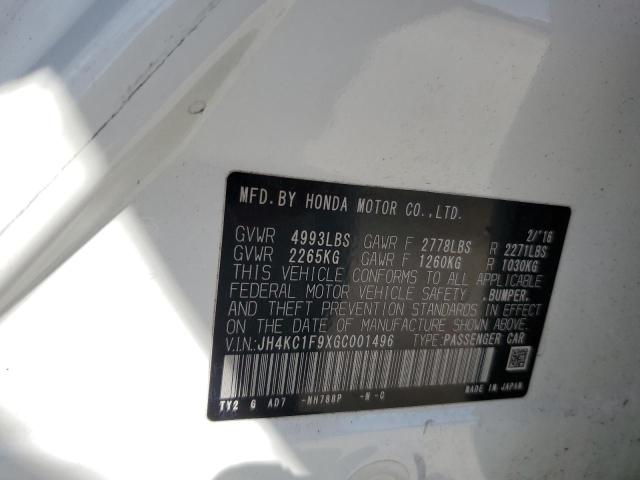 MFD.BY HONDA MOTOR CO.,LTD. 2/'16
GVWR 4993LBS GAWR F 2778LBS R 2271LBS
GVWR 2265KG GAWR F 1260KG R 1030KG
THIS VEHICLE CONFORMS TO ALL APPLICABLE
FEDERAL MOTOR VEHICLE SAFETY, BUMPER,
AND THEFT PREVENTION STANDARDS IN EFFECT
ON THE DATE OF MANUFACTURE SHOWN ABOVE.
V.I.N:JH4KC1F9XGC001496 TYPE:PASSENGER CAR
TY2 G AD7 -NH788P -N-Q MADE IN JAPAN